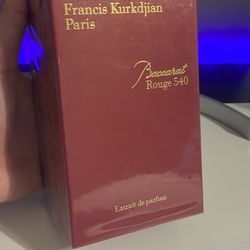 Francis Kurkdjian
Paris
Baccarat
Rouge 540
Extrait de parfum